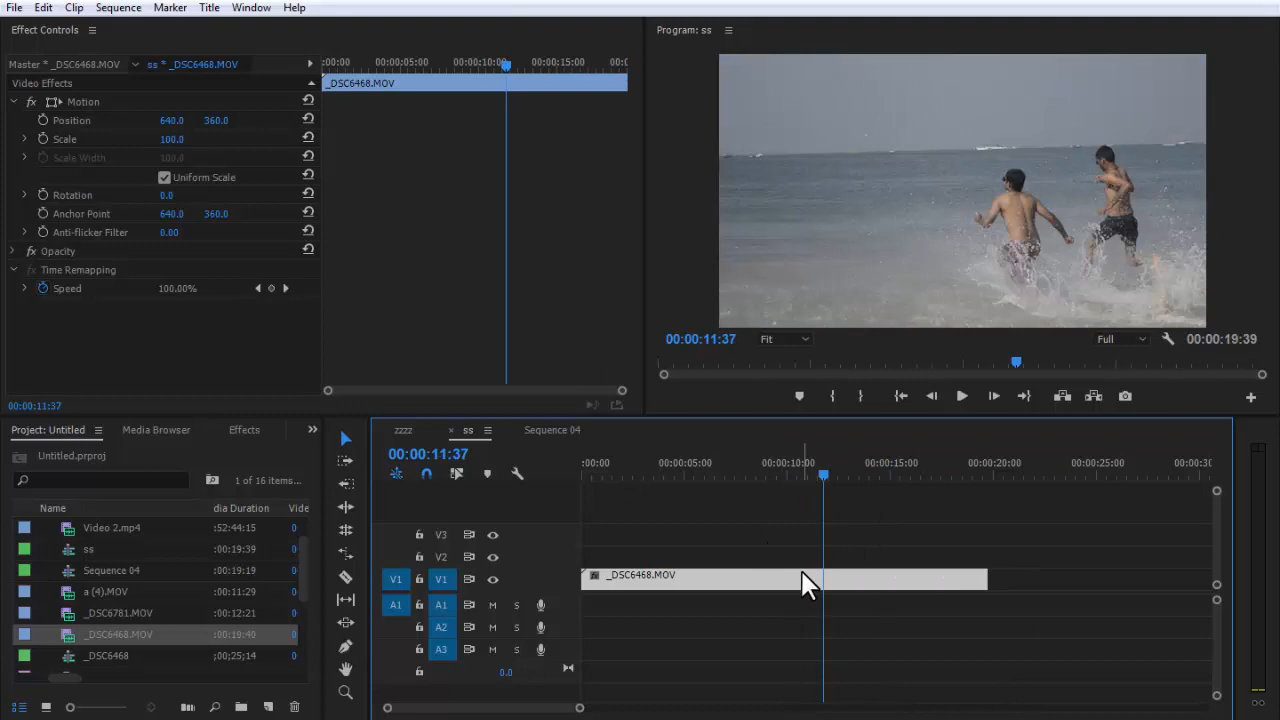 File Edit Clip Sequence Marker Title Window Help
Effect Controls
Program: ss
Master * _DSC6468.MOV ss * _DSC6468.MOV
:00:00 00:00:05:00 00:00:10:00 00:00:15:00 00:0
Video Effects
_DSC6468.MOV
fx Motion
Position 640.0 360.0
Scale 100.0
Scale Width 100.0
Uniform Scale
Rotation 0.0
Anchor Point 640.0 360.0
Anti-flicker Filter 0.00
fx Opacity
fx Time Remapping
Speed 100.00%
00:00:11:37
00:00:11:37 Fit Full 00:00:19:39
Project: Untitled Media Browser Effects
Untitled.prproj
1 of 16 items...
Name dia Duration Vide
Video 2.mp4 :52:44:15 0
ss :00:19:39 0
Sequence 04 :00:19:40 0
a (4).MOV :00:11:29 0
_DSC6781.MOV :00:12:21 0
_DSC6468.MOV :00:19:40 0
_DSC6468 ;00;25;14 0
zzzz × ss Sequence 04
00:00:11:37
:00:00 00:00:05:00 00:00:10:00 00:00:15:00 00:00:20:00 00:00:25:00 00:00:30
V3
V2
V1 V1 fx _DSC6468.MOV
A1 A1 M S
A2 M S
A3 M S
0.0